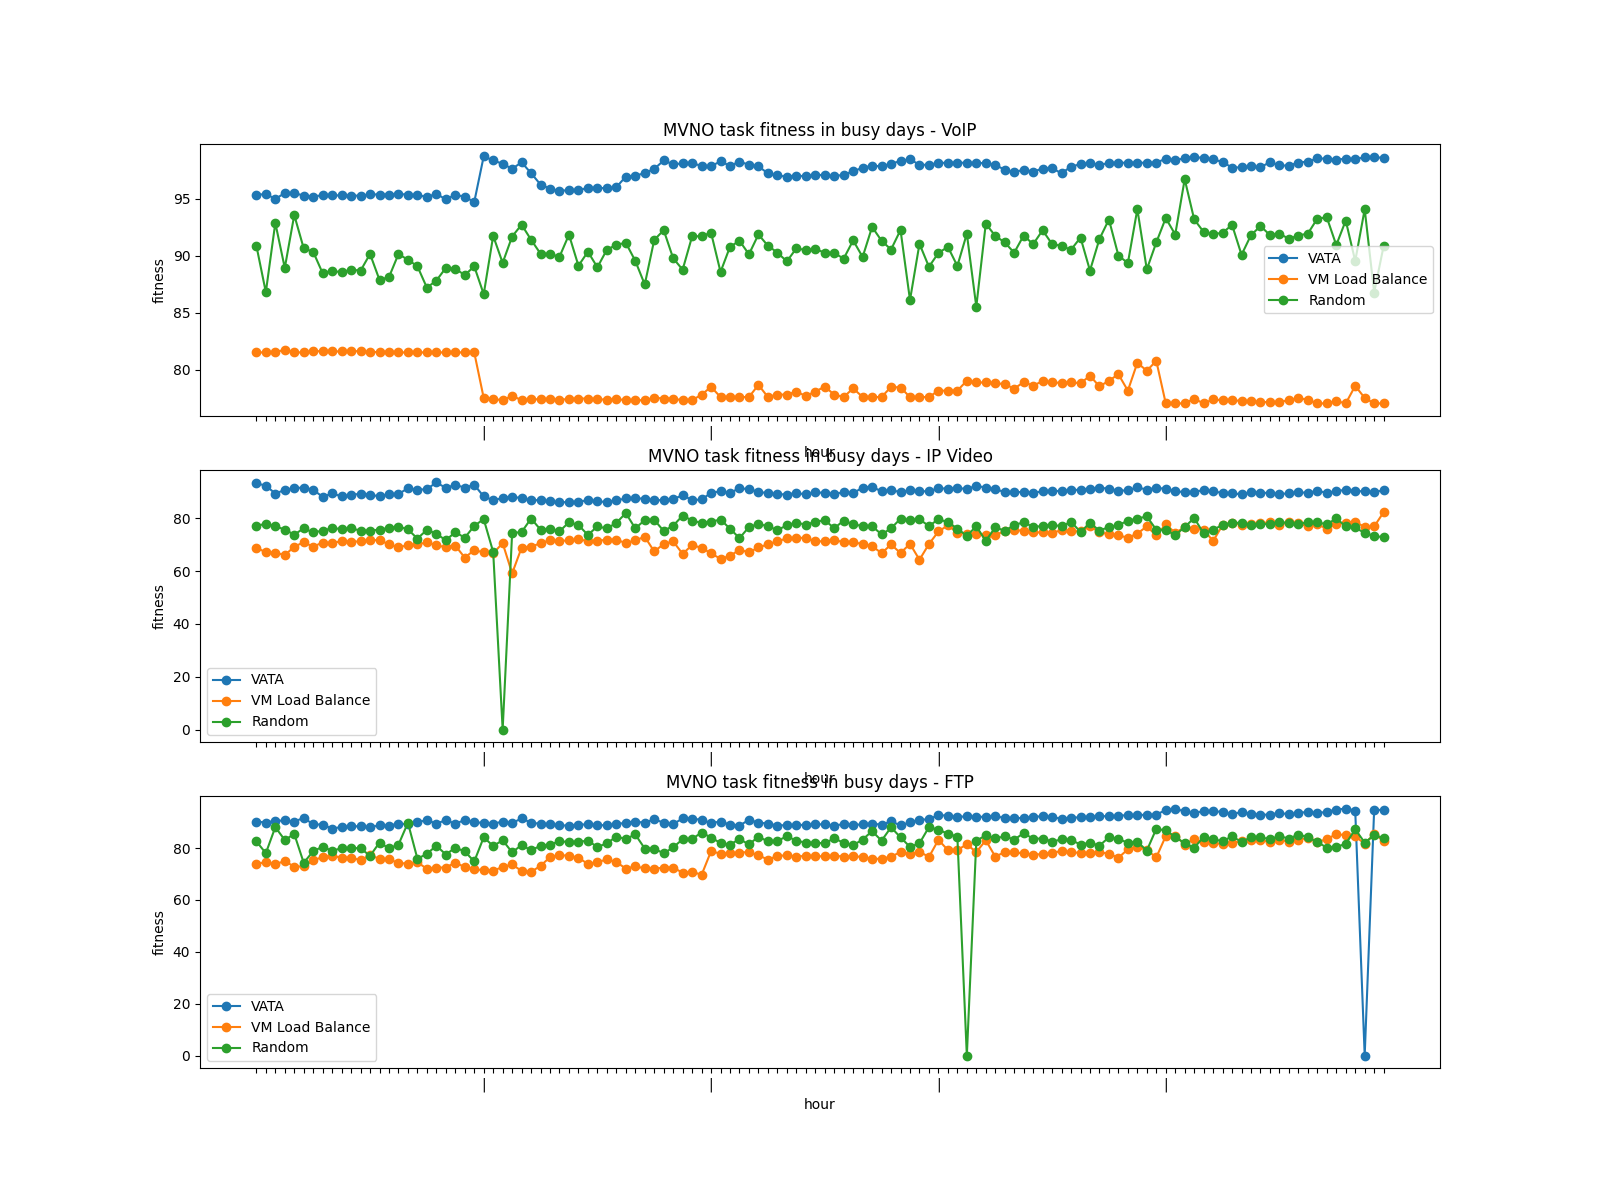 MVNO task fitness in busy days - VoIP
95
90
85
80
fitness
VATA
VM Load Balance
Random
| | | |
hour
MVNO task fitness in busy days - IP Video
80
60
40
20
0
fitness
VATA
VM Load Balance
Random
| | | |
hour
MVNO task fitness in busy days - FTP
80
60
40
20
0
fitness
VATA
VM Load Balance
Random
| | | |
hour